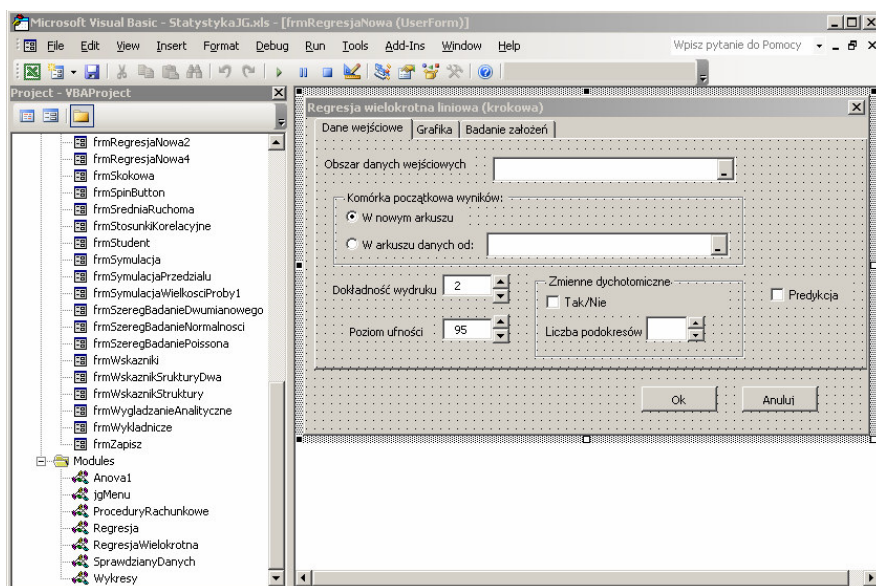 Microsoft Visual Basic - StatystykaJG.xls - [frmRegresjaNowa (UserForm)]
File Edit View Insert Format Debug Run Tools Add-Ins Window Help
Wpisz pytanie do Pomocy
Project - VBAProject
frmRegresjaNowa2
frmRegresjaNowa4
frmSkokowa
frmSpinButton
frmSredniaRuchoma
frmStosunkiKorelacyjne
frmStudent
frmSymulacja
frmSymulacjaPrzedzialu
frmSymulacjaWielkosciProby1
frmSzeregBadanieDwumianowego
frmSzeregBadanieNormalnosci
frmSzeregBadaniePoissona
frmWskazniki
frmWskaznikSrukturyDwa
frmWskaznikStruktury
frmWygladzanieAnalityczne
frmWykladnicze
frmZapisz
Modules
Anova1
jgMenu
ProceduryRachunkowe
Regresja
RegresjaWielokrotna
SprawdzianyDanych
Wykresy
Regresja wielokrotna liniowa (krokowa)
Dane wejściowe Grafika Badanie założeń
Obszar danych wejściowych
Komórka początkowa wyników:
W nowym arkuszu
W arkuszu danych od:
Dokładność wydruku 2
Poziom ufności 95
Zmienne dychotomiczne
Tak/Nie
Liczba podokresów
Predykcja
Ok Anuluj